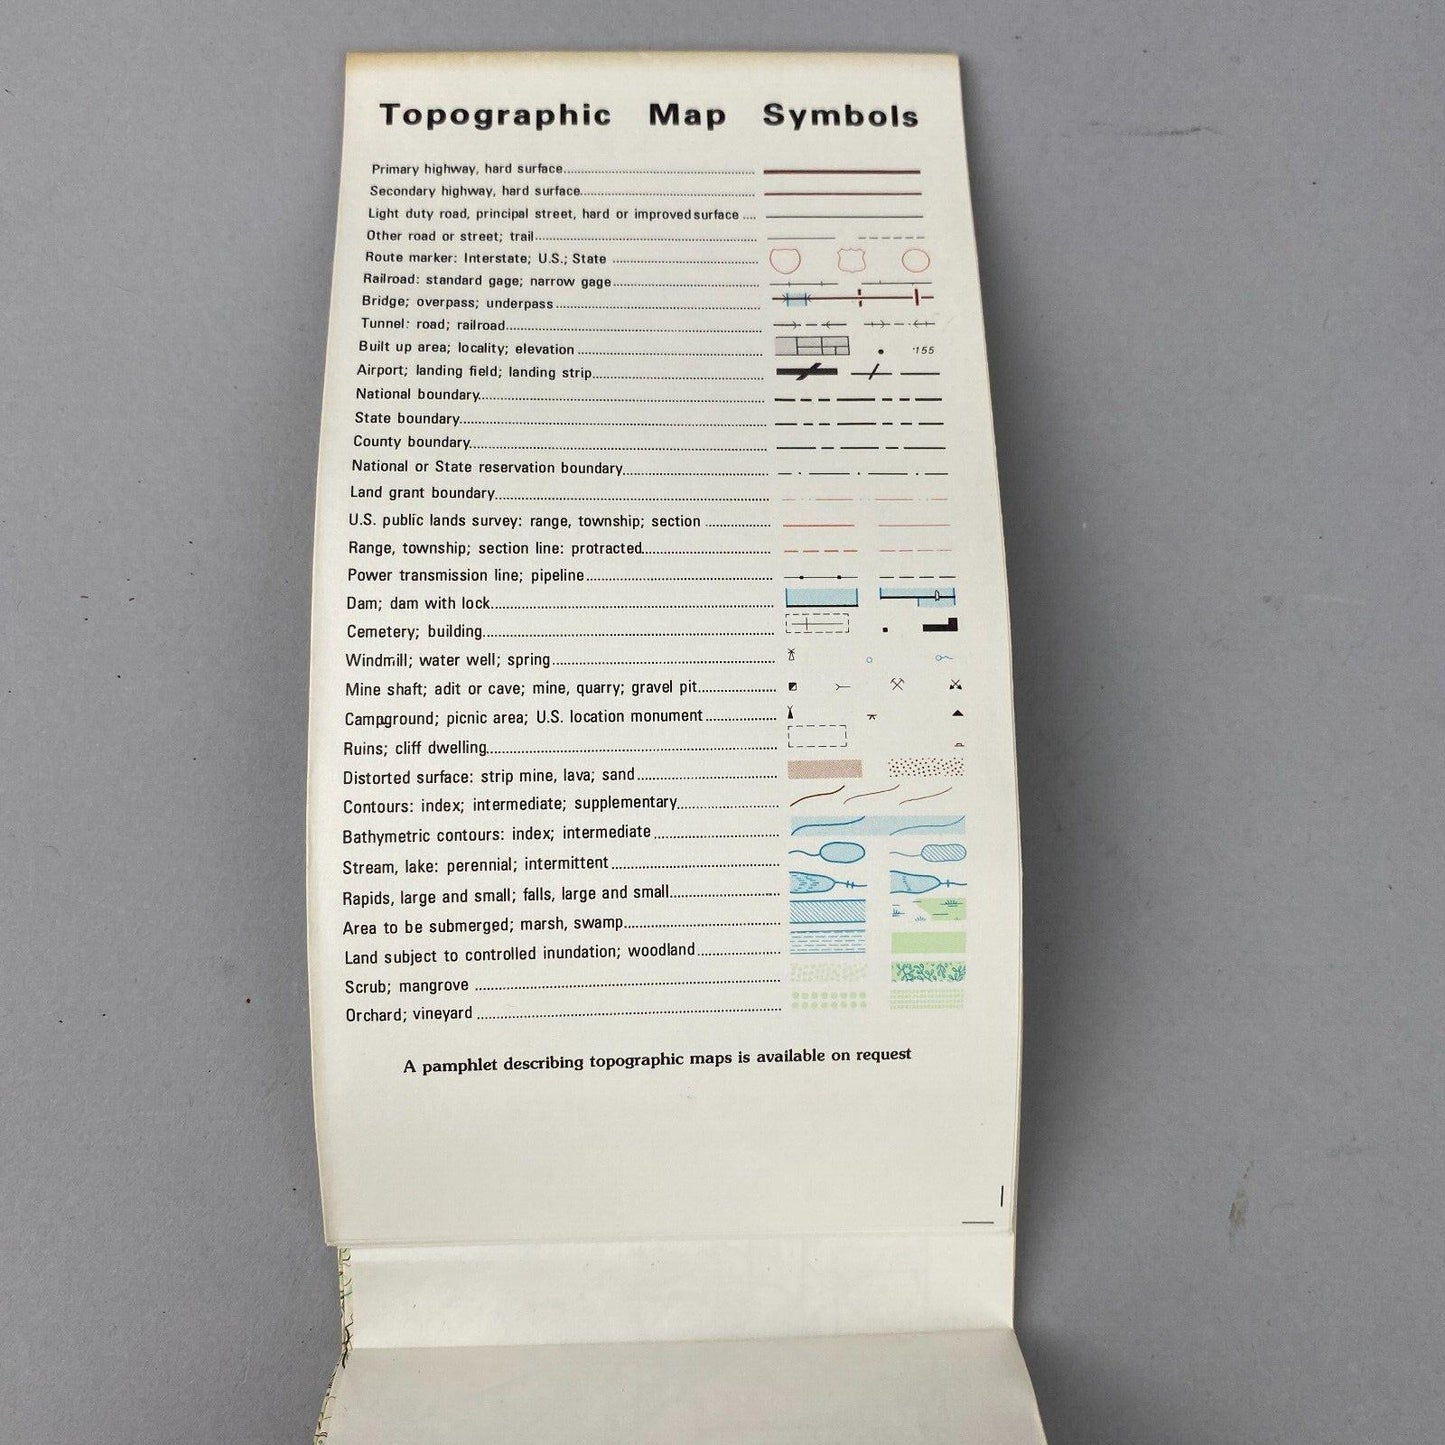 Topographic Map Symbols
Primary highway, hard surface
Secondary highway, hard surface
Light duty road, principal street, hard or improved surface
Other road or street; trail
Route marker: Interstate; U.S.; State
Railroad: standard gage; narrow gage
Bridge; overpass; underpass
Tunnel: road; railroad
Built up area; locality; elevation 155
Airport; landing field; landing strip
National boundary
State boundary
County boundary
National or State reservation boundary
Land grant boundary
U.S. public lands survey: range, township; section
Range, township; section line: protracted
Power transmission line; pipeline
Dam; dam with lock
Cemetery; building
Windmill; water well; spring
Mine shaft; adit or cave; mine, quarry; gravel pit
Campground; picnic area; U.S. location monument
Ruins; cliff dwelling
Distorted surface: strip mine, lava; sand
Contours: index; intermediate; supplementary
Bathymetric contours: index; intermediate
Stream, lake: perennial; intermittent
Rapids, large and small; falls, large and small
Area to be submerged; marsh, swamp
Land subject to controlled inundation; woodland
Scrub; mangrove
Orchard; vineyard
A pamphlet describing topographic maps is available on request